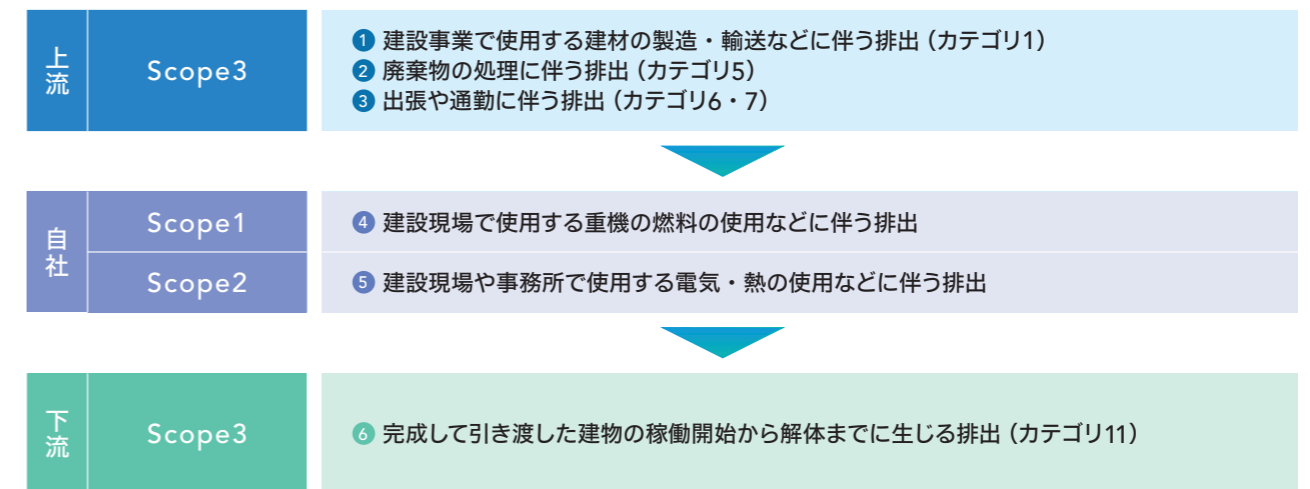 上流
Scope3
❶ 建設事業で使用する建材の製造・輸送などに伴う排出（カテゴリ1）
❷ 廃棄物の処理に伴う排出（カテゴリ5）
❸ 出張や通勤に伴う排出（カテゴリ6・7）
自社
Scope1
❹ 建設現場で使用する重機の燃料の使用などに伴う排出
Scope2
❺ 建設現場や事務所で使用する電気・熱の使用などに伴う排出
下流
Scope3
❻ 完成して引き渡した建物の稼働開始から解体までに生じる排出（カテゴリ11）